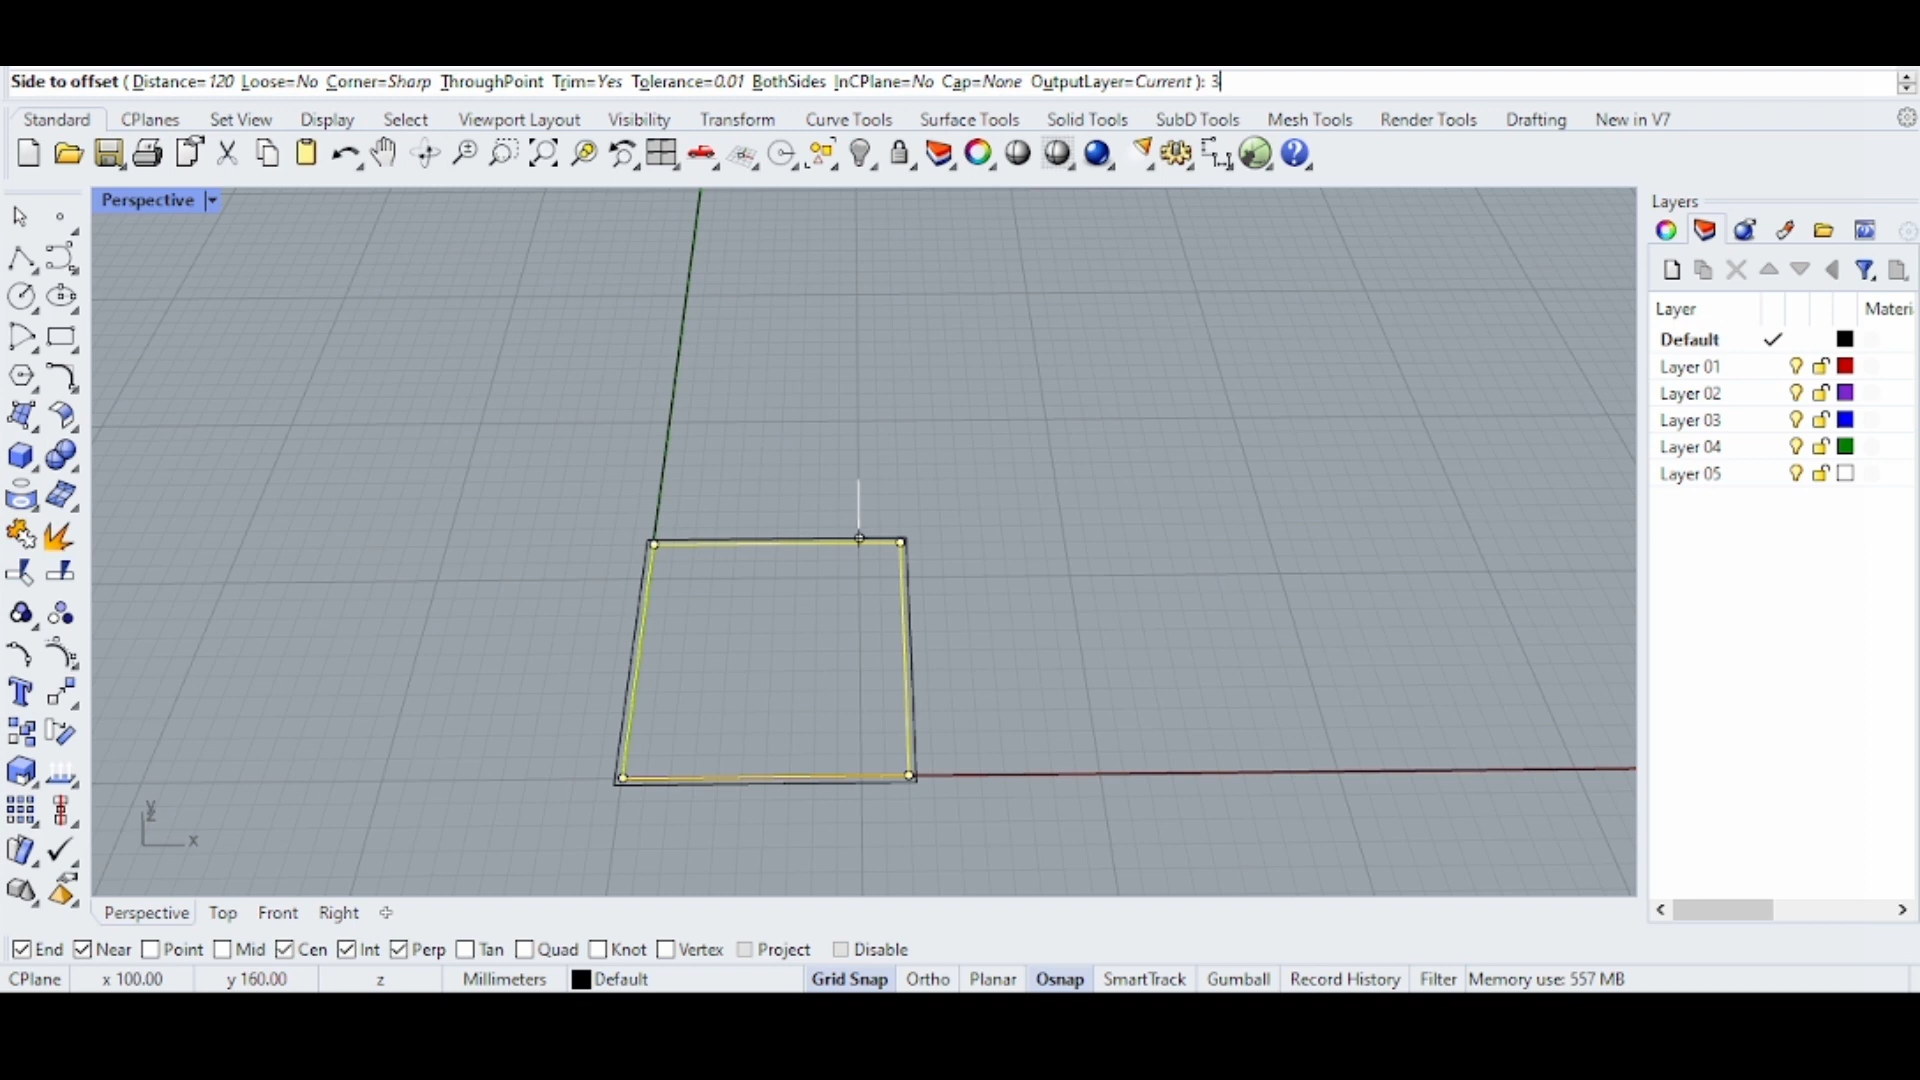 Side to offset ( Distance=120 Loose=No Corner=Sharp ThroughPoint Trim=Yes Tolerance=0.01 BothSides InCPlane=No Cap=None OutputLayer=Current ): 3
Standard CPlanes Set View Display Select Viewport Layout Visibility Transform Curve Tools Surface Tools Solid Tools SubD Tools Mesh Tools Render Tools Drafting New in V7
Perspective
Layers
Layer Materi
Default
Layer 01
Layer 02
Layer 03
Layer 04
Layer 05
y
z
x
Perspective Top Front Right
End Near Point Mid Cen Int Perp Tan Quad Knot Vertex Project Disable
CPlane x 100.00 y 160.00 z Millimeters Default Grid Snap Ortho Planar Osnap SmartTrack Gumball Record History Filter Memory use: 557 MB